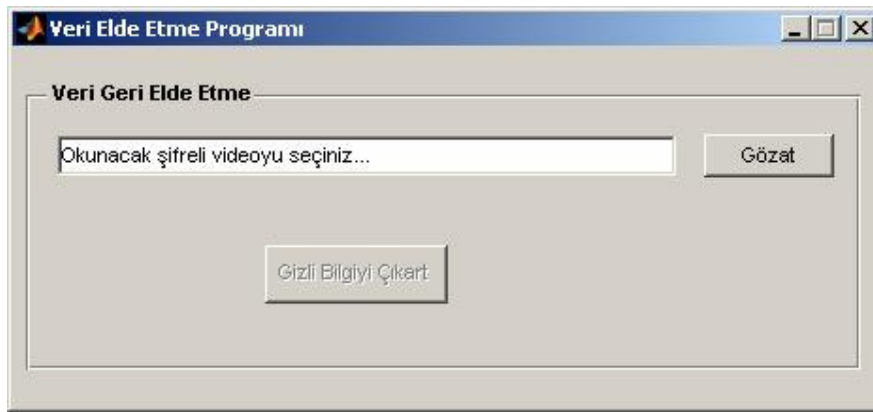 Veri Elde Etme Programı
Veri Geri Elde Etme
Okunacak şifreli videoyu seçiniz...
Gözat
Gizli Bilgiyi Çıkart